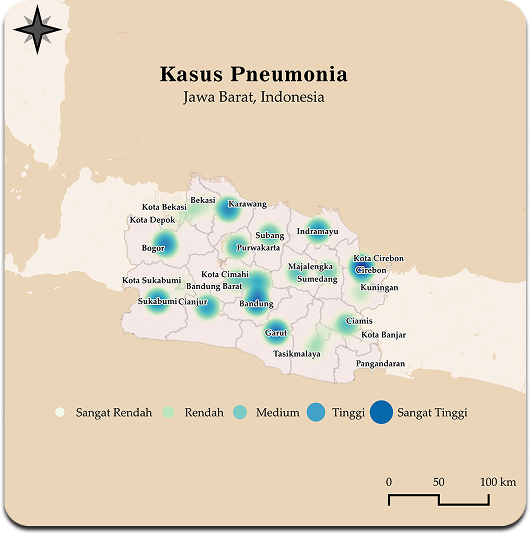 Kasus Pneumonia
Jawa Barat, Indonesia
Bekasi
Kota Bekasi
Karawang
Kota Depok
Subang
Indramayu
Bogor
Purwakarta
Kota Cirebon
Majalengka
Cirebon
Kota Cimahi
Sumedang
Kota Sukabumi
Bandung Barat
Kuningan
Sukabumi
Cianjur
Bandung
Ciamis
Garut
Kota Banjar
Tasikmalaya
Pangandaran
Sangat Rendah
Rendah
Medium
Tinggi
Sangat Tinggi
0 50 100 km